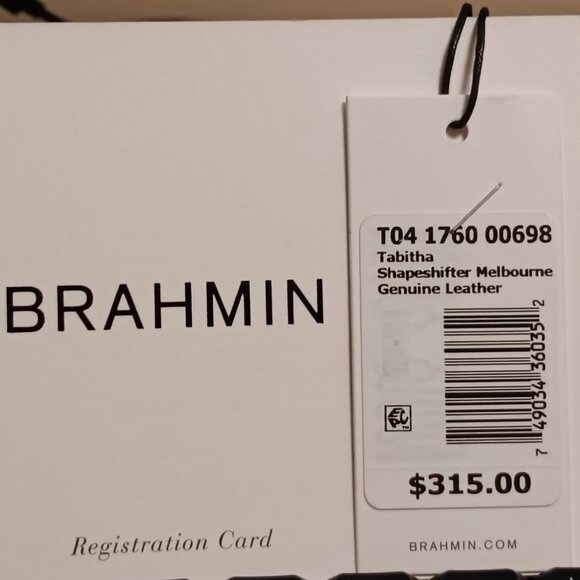 BRAHMIN
Registration Card
T04 1760 00698
Tabitha
Shapeshifter Melbourne
Genuine Leather
7 49034 36035 2
EPC™
$315.00
BRAHMIN.COM